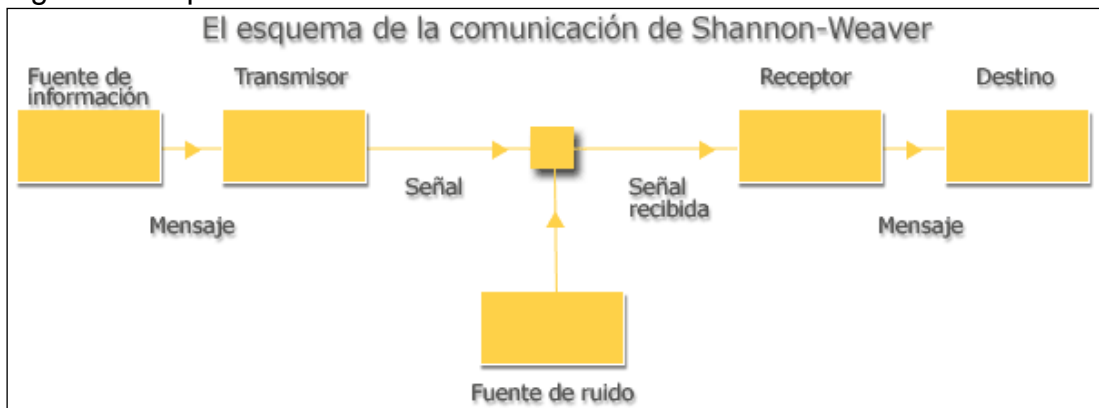 El esquema de la comunicación de Shannon-Weaver
Fuente de
información
Transmisor
Receptor
Destino
Señal
Señal
recibida
Mensaje
Mensaje
Fuente de ruido